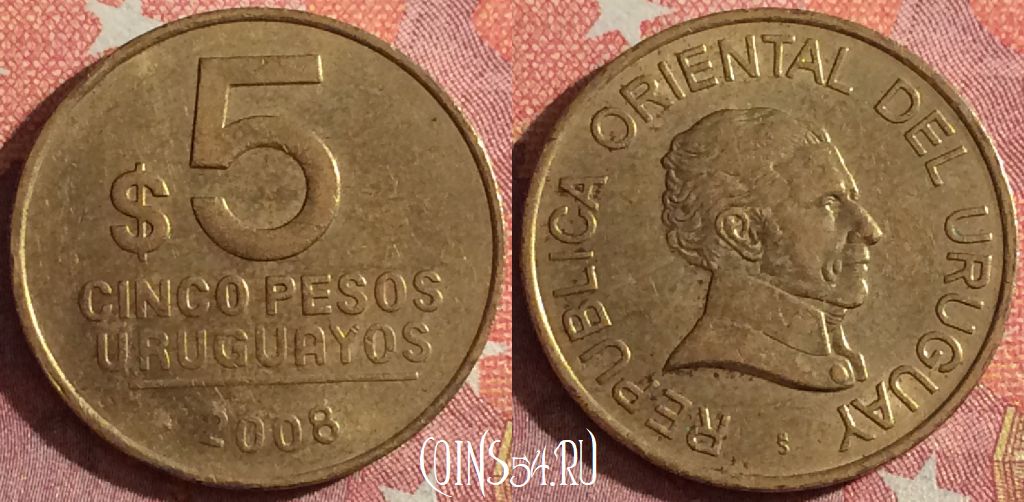 $ 5
CINCO PESOS
URUGUAYOS
2008
REPUBLICA ORIENTAL DEL URUGUAY
S
COINS54.RU